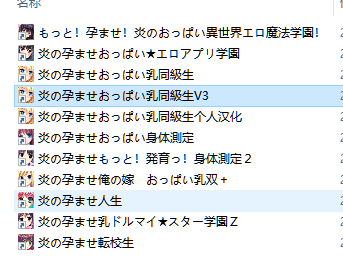 名称
もっと！孕ませ！炎のおっぱい異世界エロ魔法学園！
炎の孕ませおっぱい★エロアプリ学園
炎の孕ませおっぱい乳同級生
炎の孕ませおっぱい乳同級生V3
炎の孕ませおっぱい乳同級生个人汉化
炎の孕ませおっぱい身体測定
炎の孕ませもっと！発育っ！身体測定２
炎の孕ませ俺の嫁　おっぱい乳双＋
炎の孕ませ人生
炎の孕ませ乳ドルマイ★スター学園Ｚ
炎の孕ませ転校生